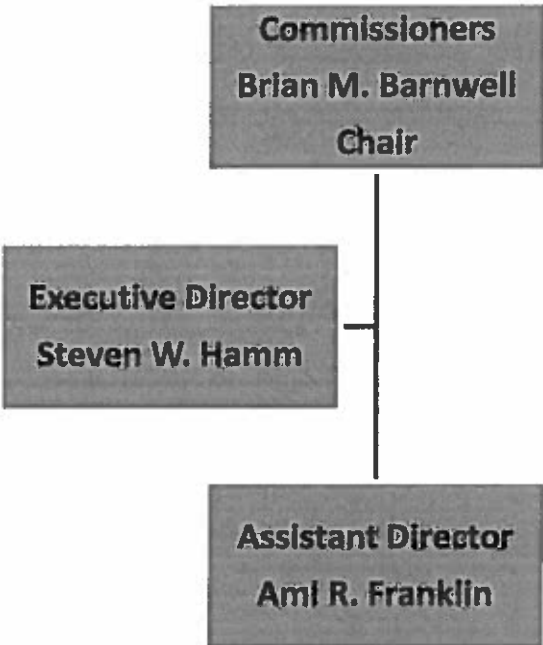 Commissioners
Brian M. Barnwell
Chair
Executive Director
Steven W. Hamm
Assistant Director
Ami R. Franklin